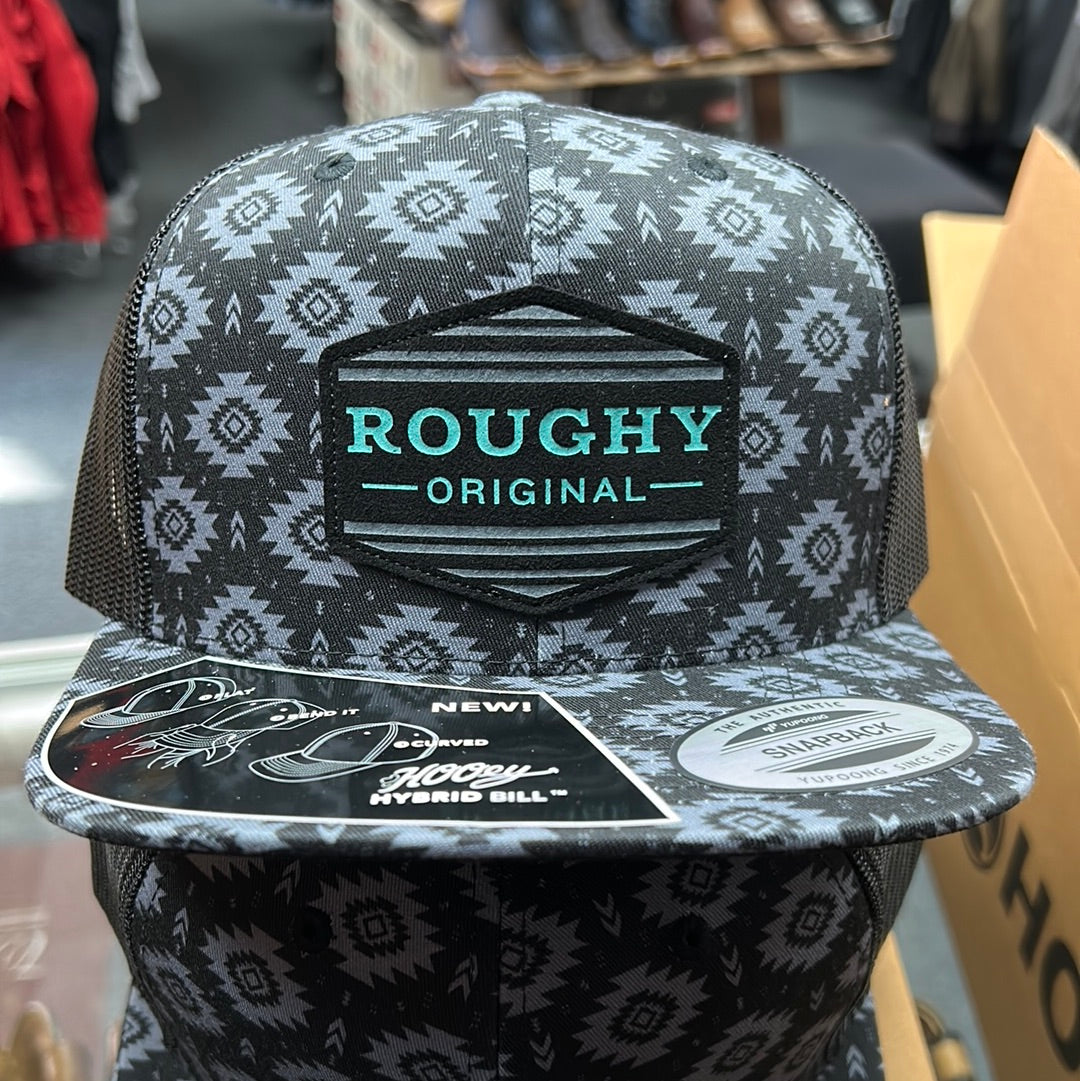 ROUGHY
ORIGINAL
NEW!
FLAT
BEND IT
CURVED
HOOey
HYBRID BILL™
THE AUTHENTIC
YUPOONG
SNAPBACK
YUPOONG SINCE 1974
HO